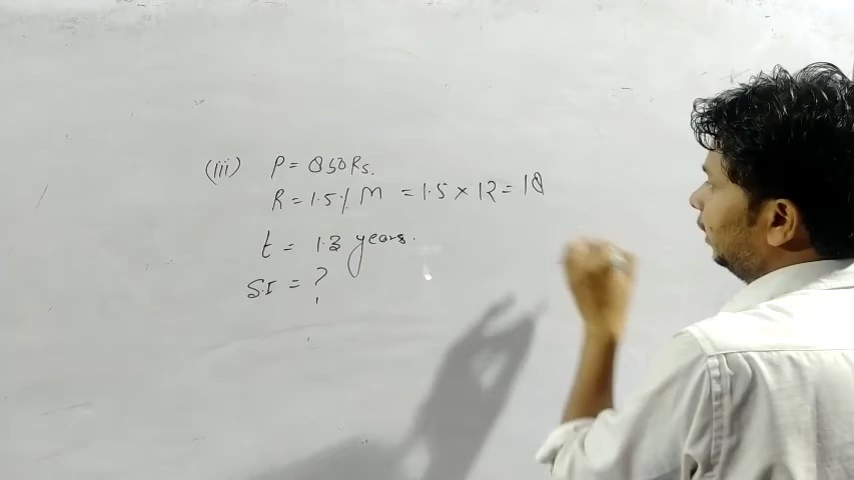 (iii) P = 850 Rs.
R = 1.5% M = 1.5 × 12 = 18
t = 1.3 years.
S.I = ?